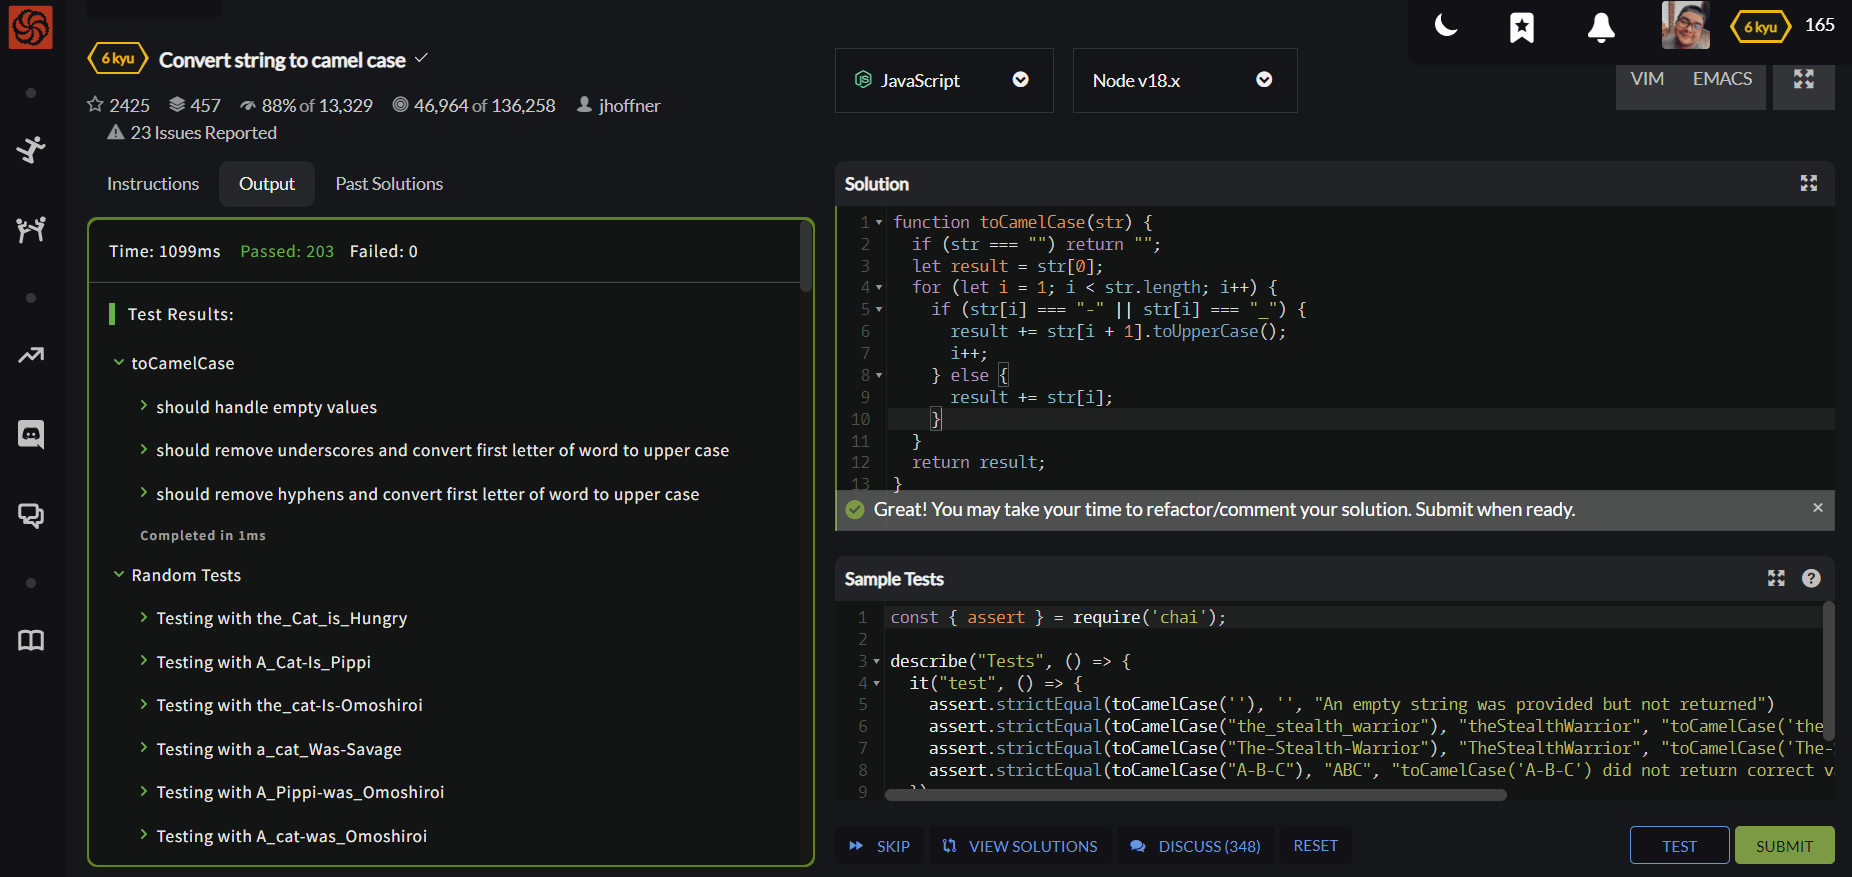 6 kyu Convert string to camel case
2425 457 88% of 13,329 46,964 of 136,258 jhoffner
23 Issues Reported
Instructions Output Past Solutions
Time: 1099ms Passed: 203 Failed: 0
Test Results:
toCamelCase
should handle empty values
should remove underscores and convert first letter of word to upper case
should remove hyphens and convert first letter of word to upper case
Completed in 1ms
Random Tests
Testing with the_Cat_is_Hungry
Testing with A_Cat-Is_Pippi
Testing with the_cat-Is-Omoshiroi
Testing with a_cat_Was-Savage
Testing with A_Pippi-was_Omoshiroi
Testing with A_cat-was_Omoshiroi
6 kyu 165
JavaScript Node v18.x VIM EMACS
Solution
1 function toCamelCase(str) {
2 if (str === "") return "";
3 let result = str[0];
4 for (let i = 1; i < str.length; i++) {
5 if (str[i] === "-" || str[i] === "_") {
6 result += str[i + 1].toUpperCase();
7 i++;
8 } else {
9 result += str[i];
10 }
11 }
12 return result;
13 }
Great! You may take your time to refactor/comment your solution. Submit when ready.
Sample Tests
1 const { assert } = require('chai');
2
3 describe("Tests", () => {
4 it("test", () => {
5 assert.strictEqual(toCamelCase(''), '', "An empty string was provided but not returned")
6 assert.strictEqual(toCamelCase("the_stealth_warrior"), "theStealthWarrior", "toCamelCase('the
7 assert.strictEqual(toCamelCase("The-Stealth-Warrior"), "TheStealthWarrior", "toCamelCase('The-
8 assert.strictEqual(toCamelCase("A-B-C"), "ABC", "toCamelCase('A-B-C') did not return correct v
9
SKIP VIEW SOLUTIONS DISCUSS (348) RESET TEST SUBMIT